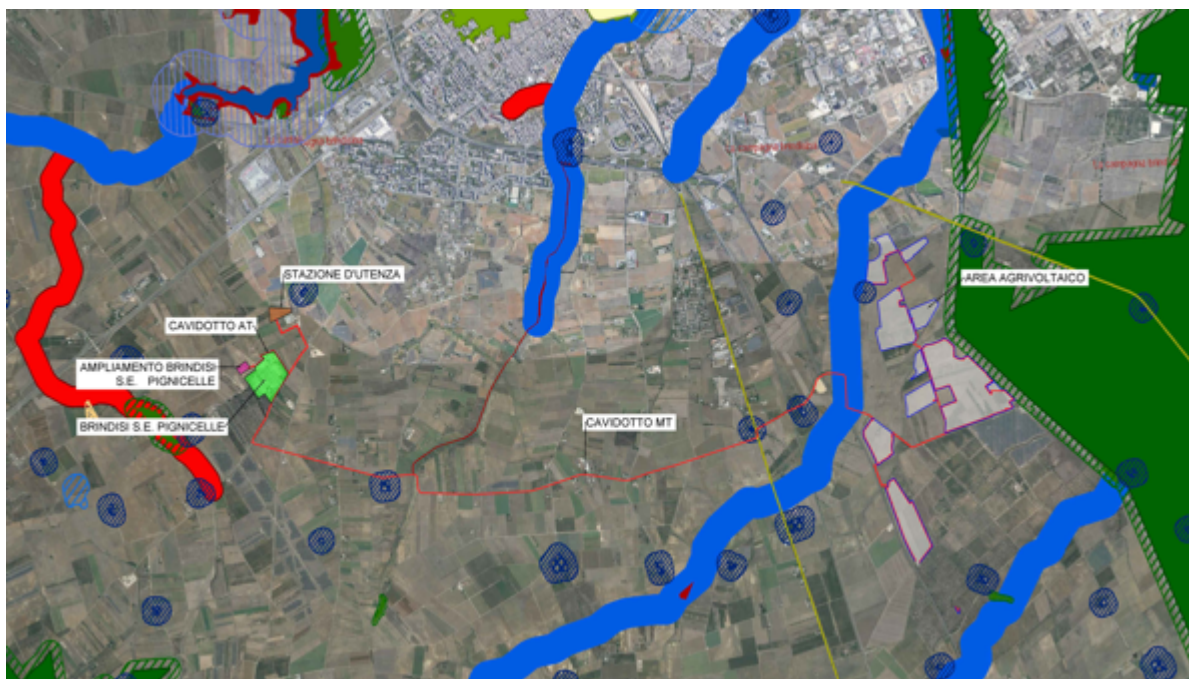 STAZIONE D'UTENZA
-AREA AGRIVOLTAICO
CAVIDOTTO AT
AMPLIAMENTO BRINDISI
S.E. PIGNICELLE
BRINDISI S.E. PIGNICELLE
CAVIDOTTO MT